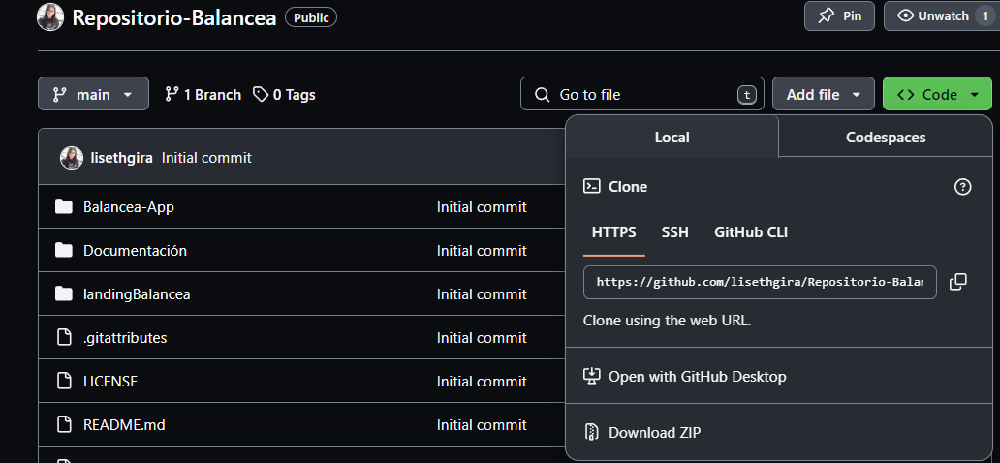 Repositorio-Balancea Public Pin Unwatch 1
main 1 Branch 0 Tags Go to file t Add file <> Code
lisethgira Initial commit
Balancea-App Initial commit
Documentación Initial commit
landingBalancea Initial commit
.gitattributes Initial commit
LICENSE Initial commit
README.md Initial commit
Local Codespaces
Clone ?
HTTPS SSH GitHub CLI
https://github.com/lisethgira/Repositorio-Balan
Clone using the web URL.
Open with GitHub Desktop
Download ZIP